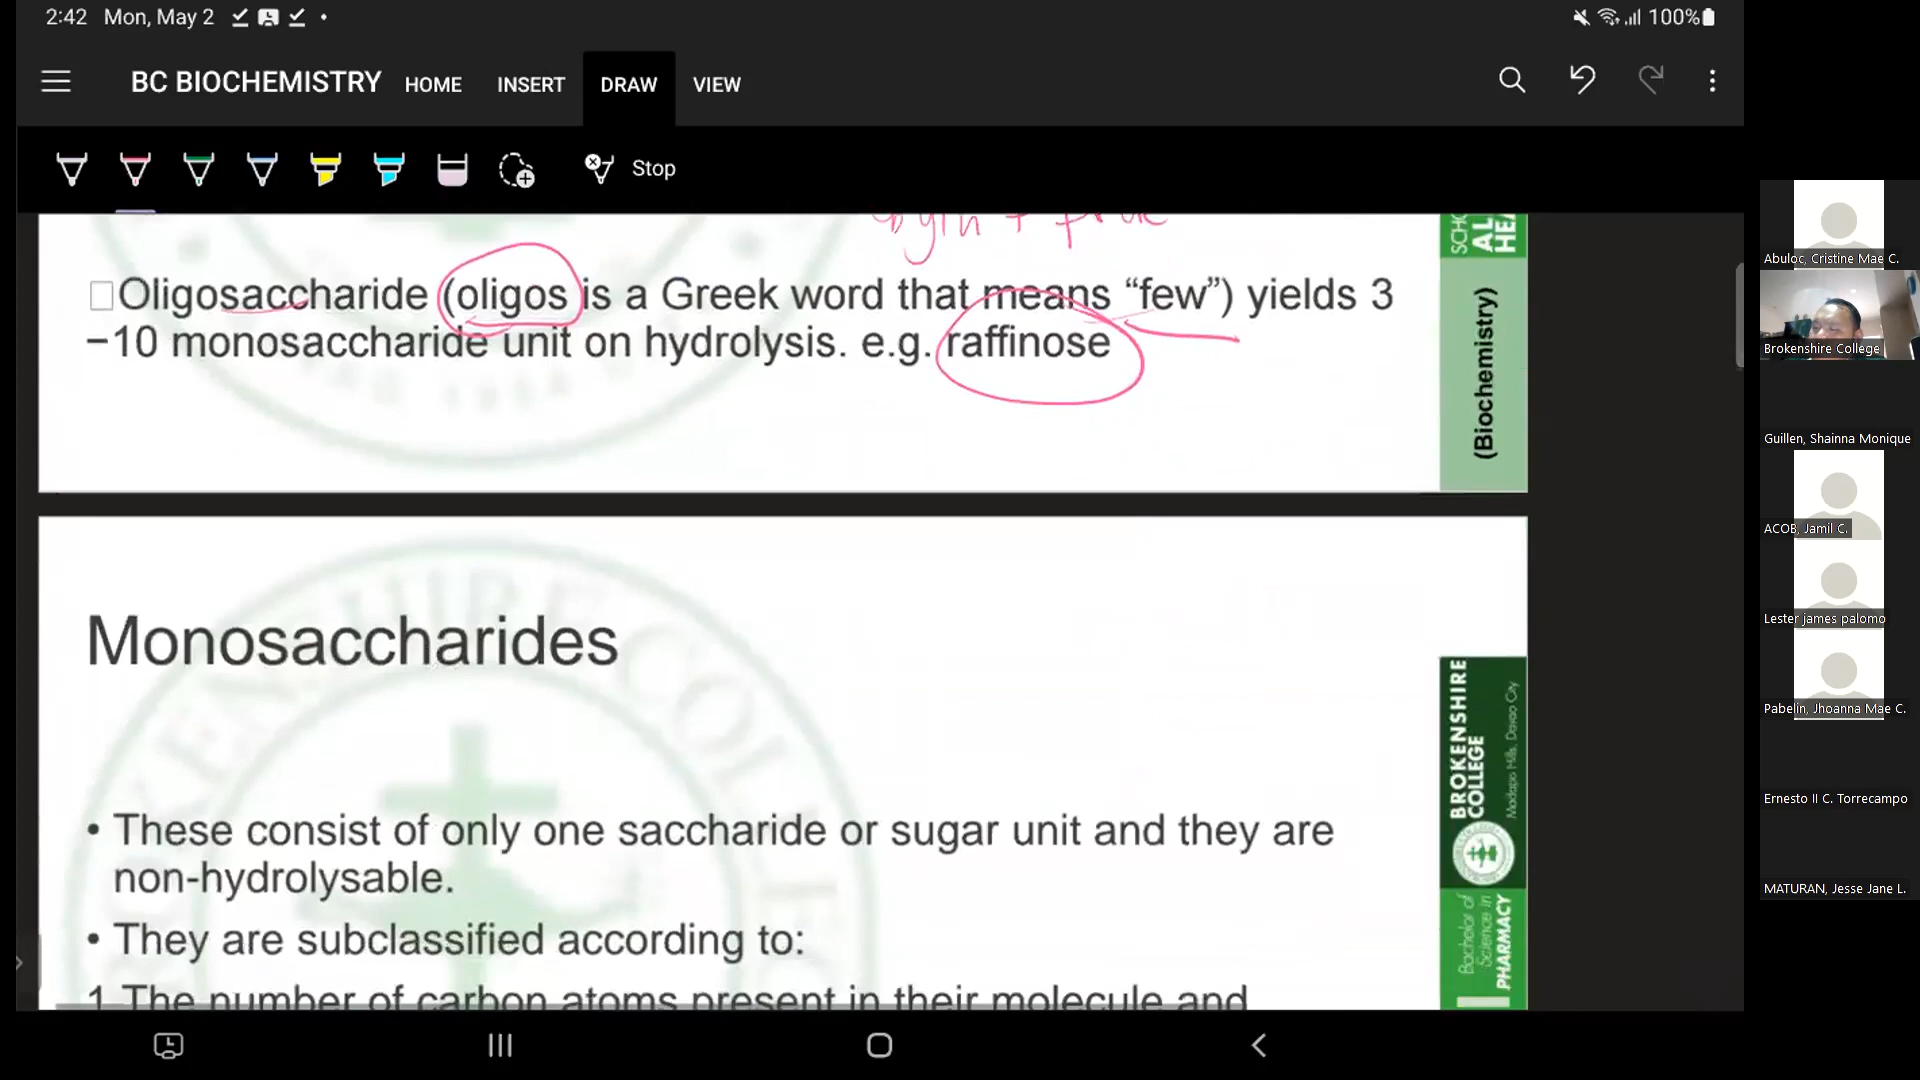 2:42 Mon, May 2
100%
BC BIOCHEMISTRY HOME INSERT DRAW VIEW
Stop
Oligosaccharide (oligos is a Greek word that means “few”) yields 3
–10 monosaccharide unit on hydrolysis. e.g. raffinose
(Biochemistry)
Monosaccharides
• These consist of only one saccharide or sugar unit and they are
non-hydrolysable.
• They are subclassified according to:
1. The number of carbon atoms present in their molecule and
BROKENSHIRE
COLLEGE
Madapo Hills, Davao City
Bachelor of
Science in
PHARMACY
Abuloc, Cristine Mae C.
Brokenshire College
Guillen, Shainna Monique
ACOB, Jamil C.
Lester james palomo
Pabelin, Jhoanna Mae C.
Ernesto II C. Torrecampo
MATURAN, Jesse Jane L.